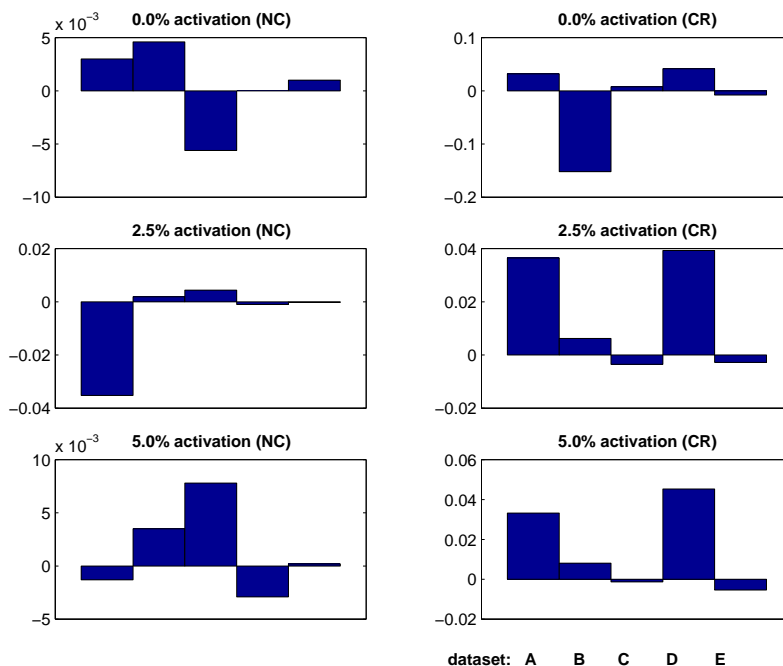 0.0% activation (NC)
x 10⁻³
5
0
−5
−10
0.0% activation (CR)
0.1
0
−0.1
−0.2
2.5% activation (NC)
0.02
0
−0.02
−0.04
2.5% activation (CR)
0.04
0.02
0
−0.02
5.0% activation (NC)
x 10⁻³
10
5
0
−5
5.0% activation (CR)
0.06
0.04
0.02
0
−0.02
dataset: A B C D E